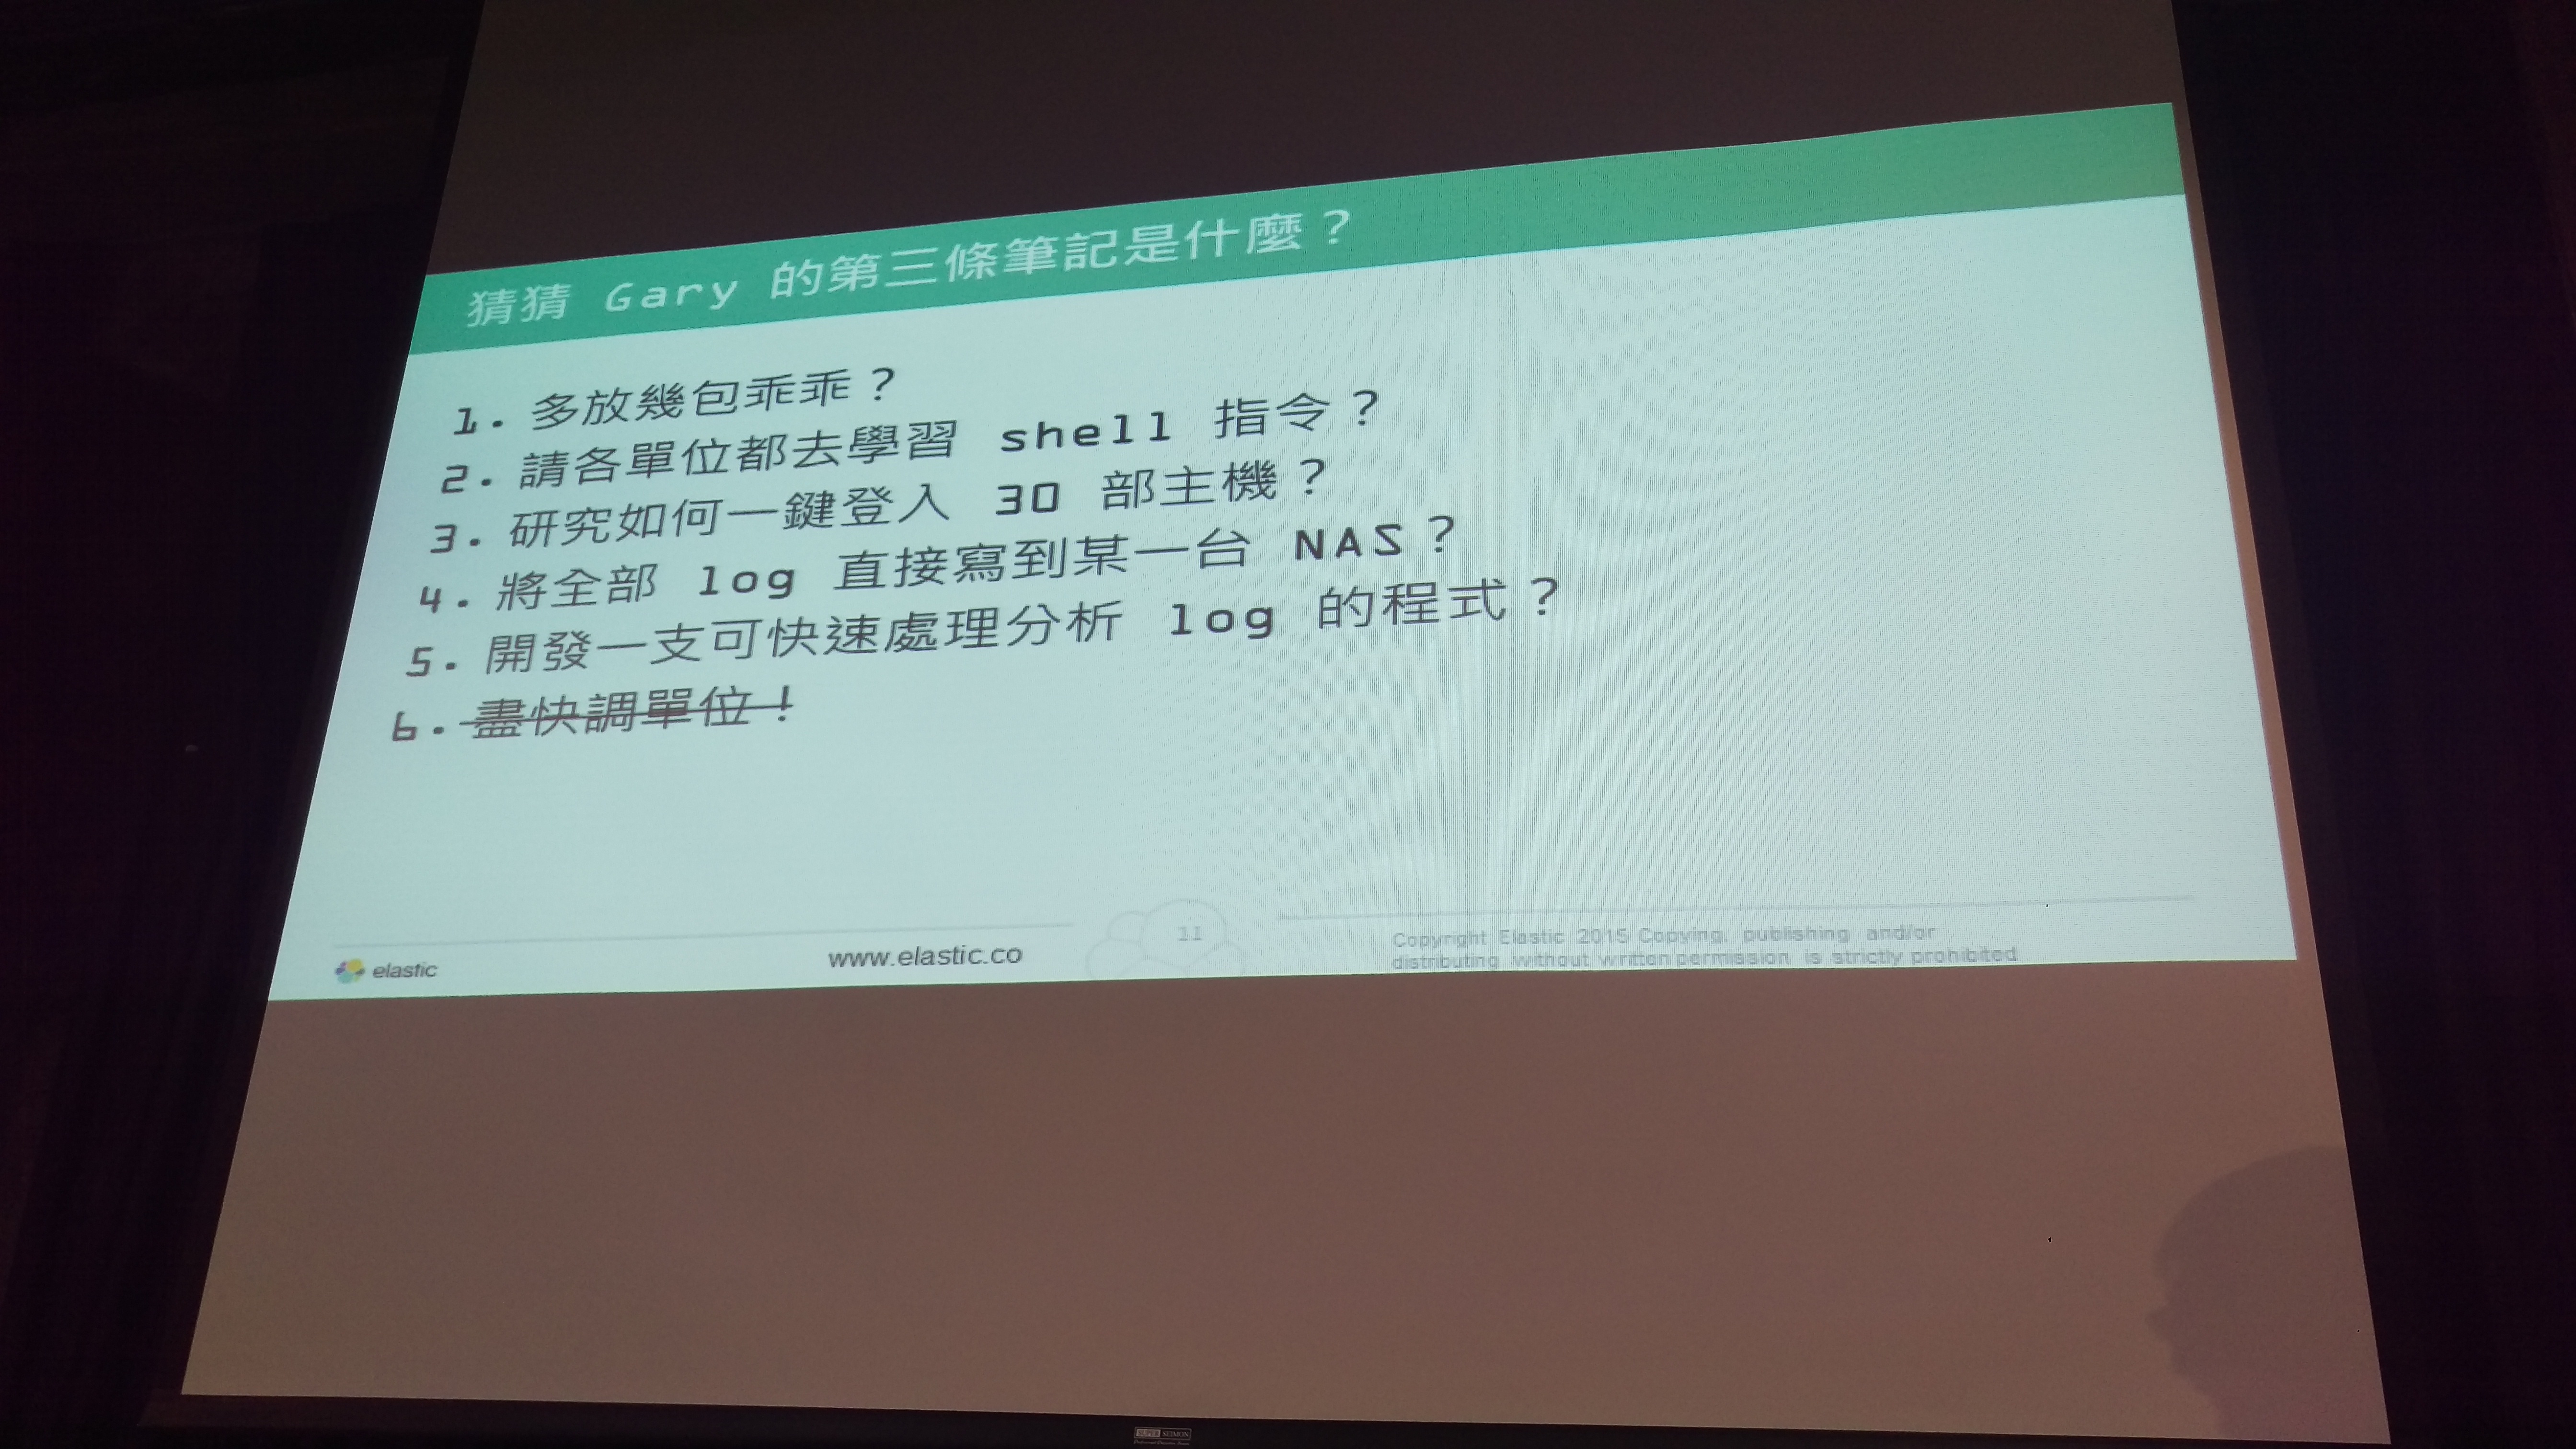 猜猜 Gary 的第三條筆記是什麼？
1. 多放幾包乖乖？
2. 請各單位都去學習 shell 指令？
3. 研究如何一鍵登入 30 部主機？
4. 將全部 log 直接寫到某一台 NAS？
5. 開發一支可快速處理分析 log 的程式？
6. 盡快調單位！
elastic
www.elastic.co
11
Copyright Elastic 2015 Copying, publishing and/or
distributing without written permission is strictly prohibited